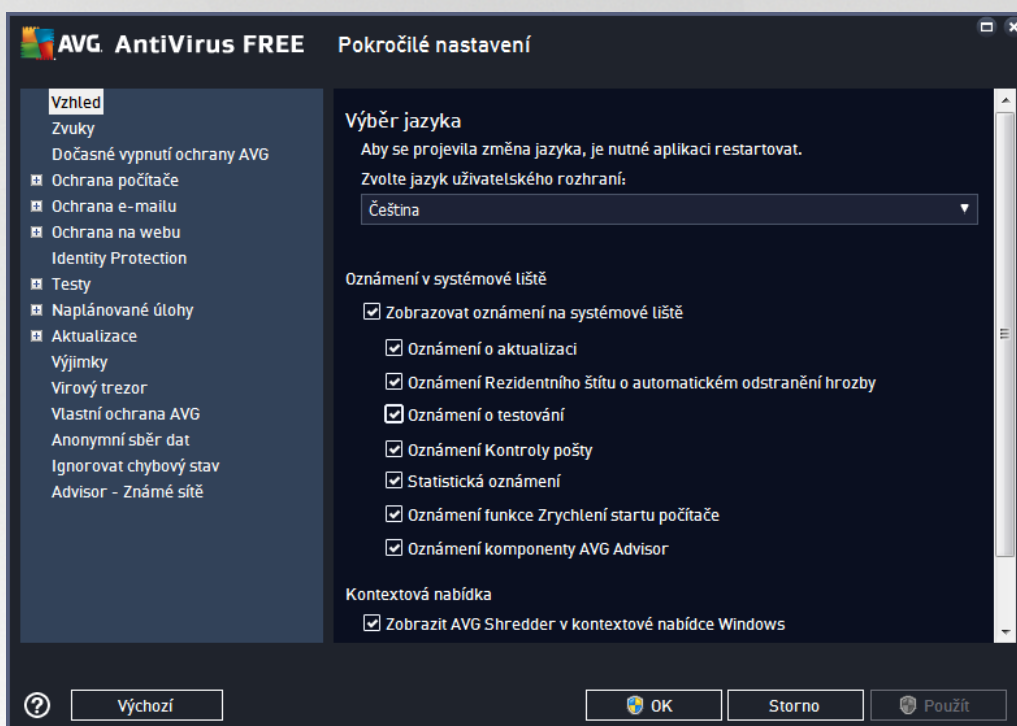 AVG. AntiVirus FREE Pokročilé nastavení
Vzhled
Zvuky
Dočasné vypnutí ochrany AVG
Ochrana počítače
Ochrana e-mailu
Ochrana na webu
Identity Protection
Testy
Naplánované úlohy
Aktualizace
Výjimky
Virový trezor
Vlastní ochrana AVG
Anonymní sběr dat
Ignorovat chybový stav
Advisor - Známé sítě
Výběr jazyka
Aby se projevila změna jazyka, je nutné aplikaci restartovat.
Zvolte jazyk uživatelského rozhraní:
Čeština
Oznámení v systémové liště
Zobrazovat oznámení na systémové liště
Oznámení o aktualizaci
Oznámení Rezidentního štítu o automatickém odstranění hrozby
Oznámení o testování
Oznámení Kontroly pošty
Statistická oznámení
Oznámení funkce Zrychlení startu počítače
Oznámení komponenty AVG Advisor
Kontextová nabídka
Zobrazit AVG Shredder v kontextové nabídce Windows
? Výchozí OK Storno Použít